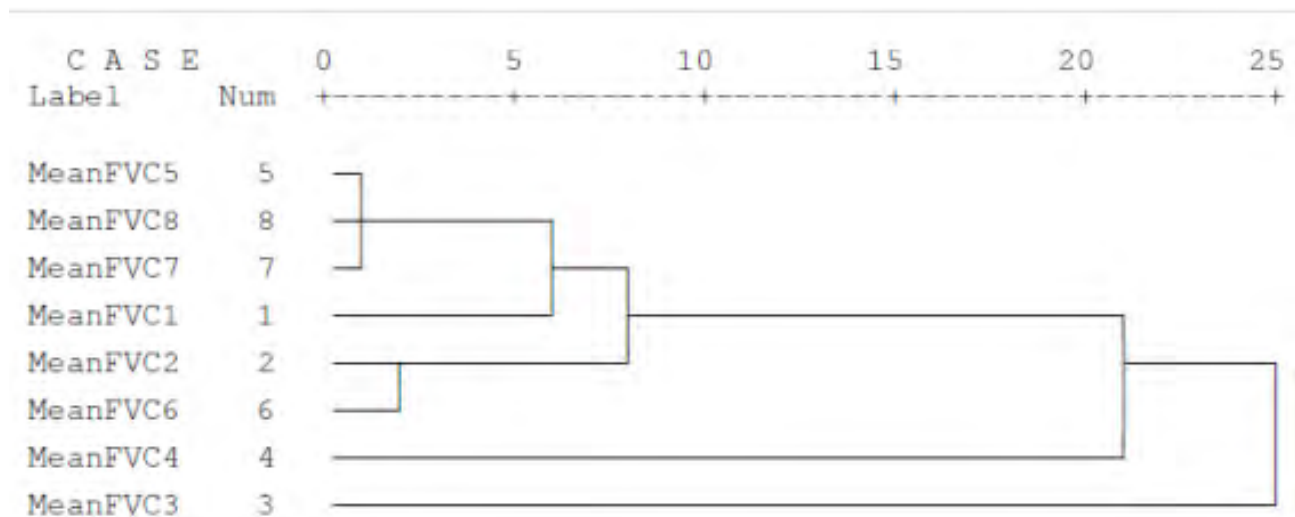 C A S E 0 5 10 15 20 25
Label Num +---------+---------+---------+---------+---------+
MeanFVC5 5
MeanFVC8 8
MeanFVC7 7
MeanFVC1 1
MeanFVC2 2
MeanFVC6 6
MeanFVC4 4
MeanFVC3 3